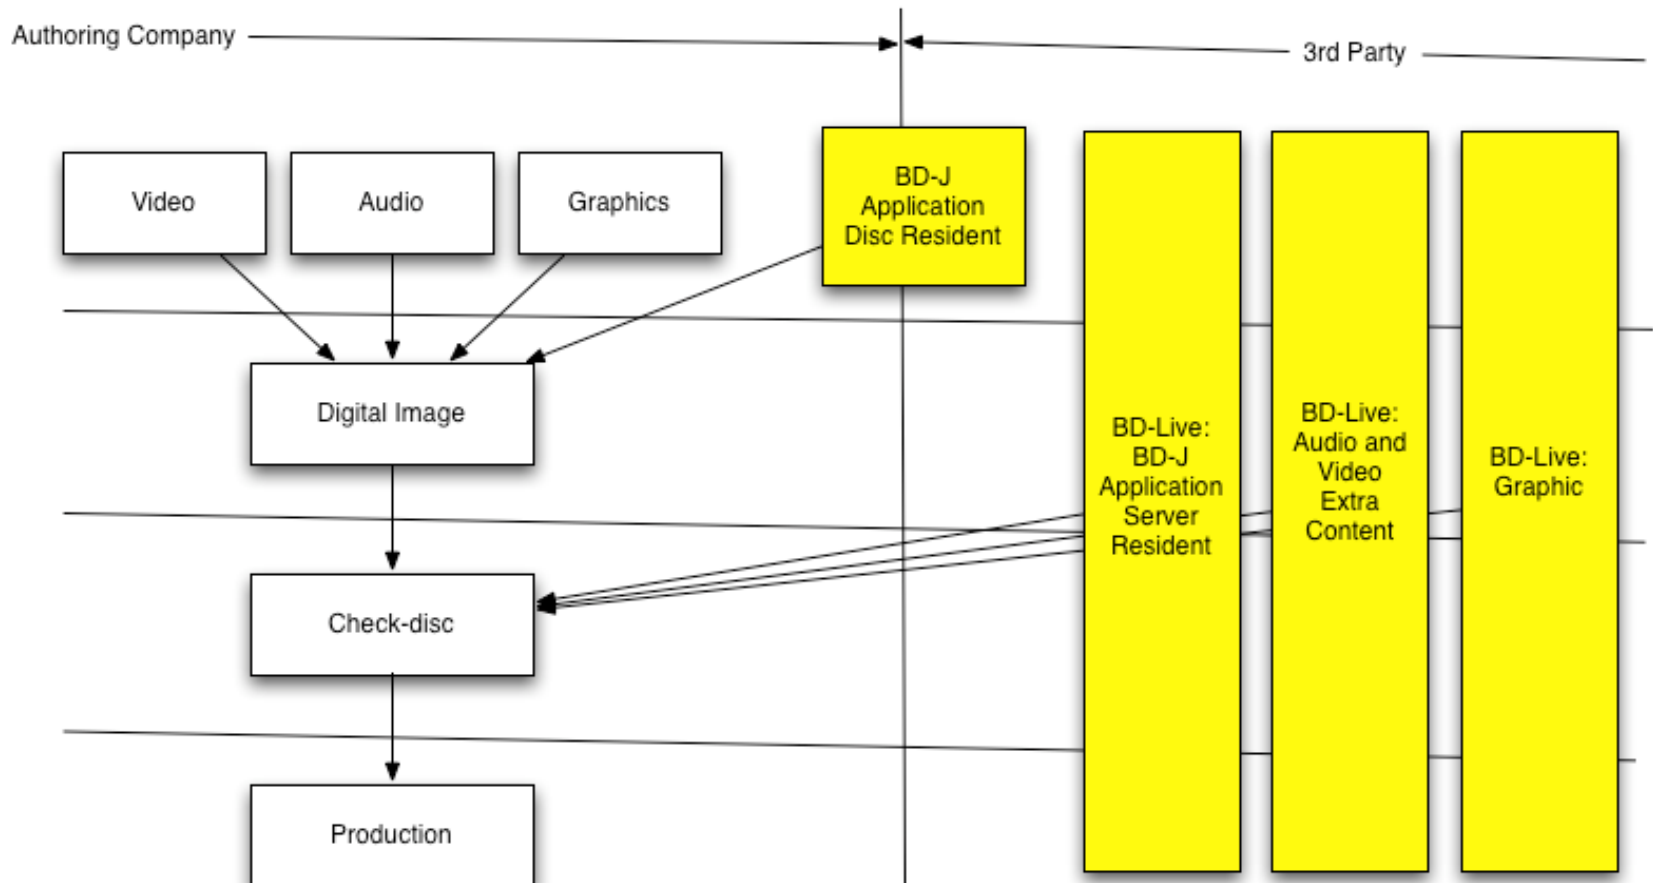 Authoring Company
3rd Party
Video
Audio
Graphics
BD-J
Application
Disc Resident
Digital Image
BD-Live:
BD-J
Application
Server
Resident
BD-Live:
Audio and
Video
Extra
Content
BD-Live:
Graphic
Check-disc
Production